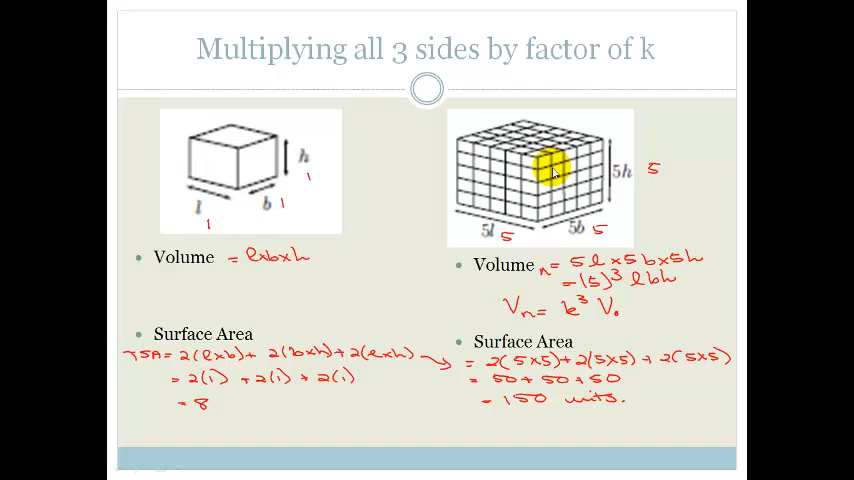 Multiplying all 3 sides by factor of k
h
1
l
1
b
1
5h
5
5l
5
5b
5
• Volume = l×b×h
• Volume n = 5l×5b×5h
= (5)³ lbh
Vn = k³ V₀
• Surface Area
TSA = 2(l×b) + 2(b×h) + 2(l×h)
= 2(1) + 2(1) + 2(1)
= 8
• Surface Area
= 2(5×5) + 2(5×5) + 2(5×5)
= 50 + 50 + 50
= 150 units.